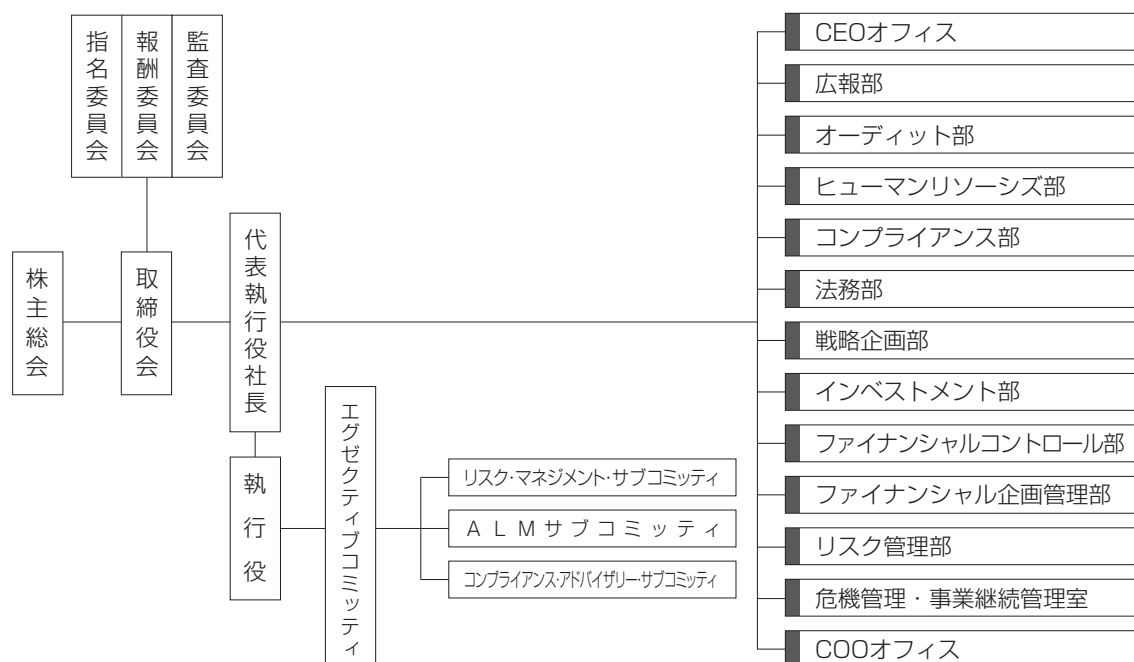 指名委員会
報酬委員会
監査委員会
株主総会
取締役会
代表執行役社長
執行役
エグゼクティブコミッティ
リスク・マネジメント・サブコミッティ
ALMサブコミッティ
コンプライアンス・アドバイザリー・サブコミッティ
CEOオフィス
広報部
オーディット部
ヒューマンリソーシズ部
コンプライアンス部
法務部
戦略企画部
インベストメント部
ファイナンシャルコントロール部
ファイナンシャル企画管理部
リスク管理部
危機管理・事業継続管理室
COOオフィス